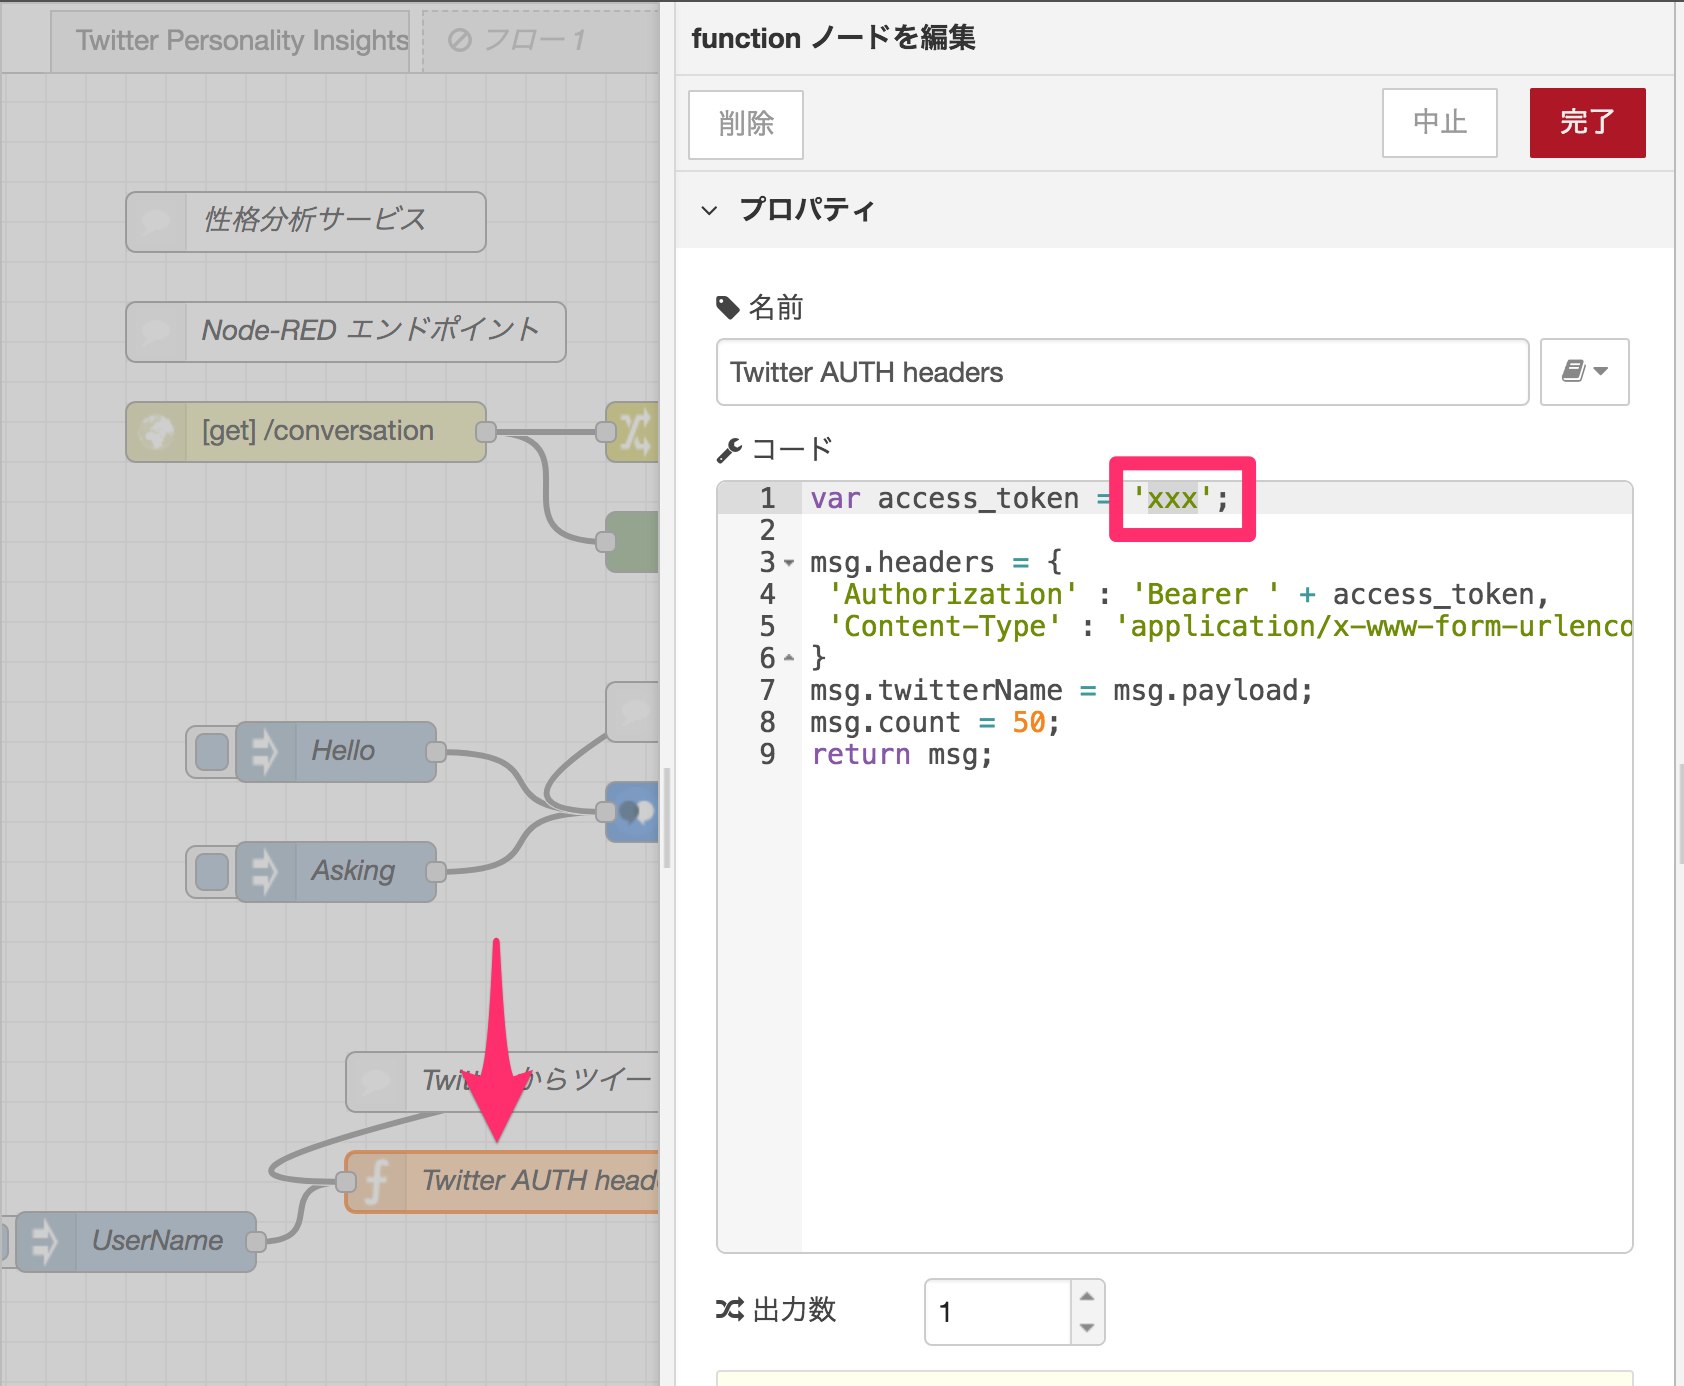 Twitter Personality Insights
フロー 1
性格分析サービス
Node-RED エンドポイント
[get] /conversation
Hello
Asking
からツイー
Twitter AUTH head
UserName
function ノードを編集
削除
中止
完了
プロパティ
名前
Twitter AUTH headers
コード
1 var access_token = 'xxx';
2
3 msg.headers = {
4 'Authorization' : 'Bearer ' + access_token,
5 'Content-Type' : 'application/x-www-form-urlenco
6 }
7 msg.twitterName = msg.payload;
8 msg.count = 50;
9 return msg;
出力数
1